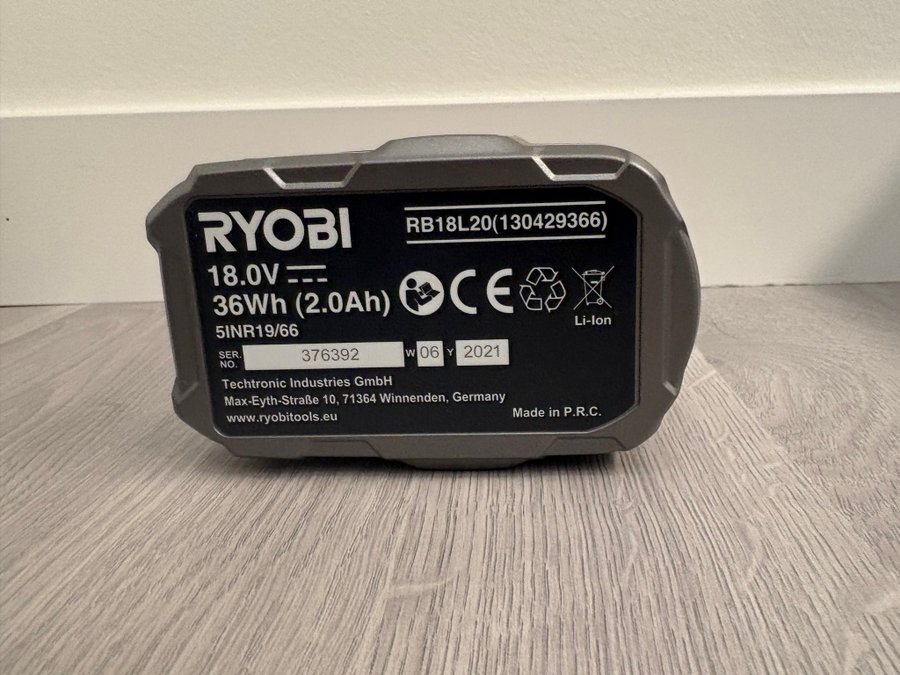 RYOBI
RB18L20(130429366)
18.0V
36Wh (2.0Ah)
CE
Li-Ion
5INR19/66
SER. NO. 376392 W 06 Y 2021
Techtronic Industries GmbH
Max-Eyth-Straße 10, 71364 Winnenden, Germany
www.ryobitools.eu
Made in P.R.C.